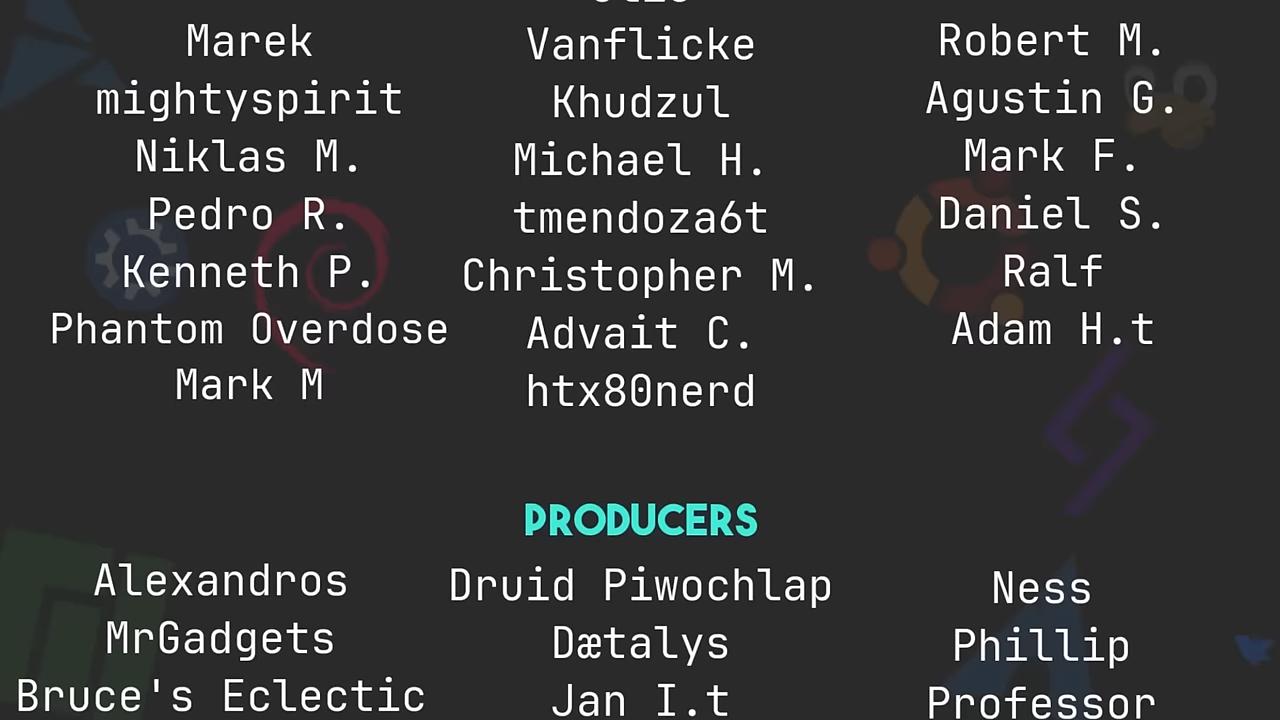 Marek
mightyspirit
Niklas M.
Pedro R.
Kenneth P.
Phantom Overdose
Mark M
Vanflicke
Khudzul
Michael H.
tmendoza6t
Christopher M.
Advait C.
htx80nerd
Robert M.
Agustin G.
Mark F.
Daniel S.
Ralf
Adam H.t
PRODUCERS
Alexandros
MrGadgets
Bruce's Eclectic
Druid Piwochlap
Dætalys
Jan I.t
Ness
Phillip
Professor